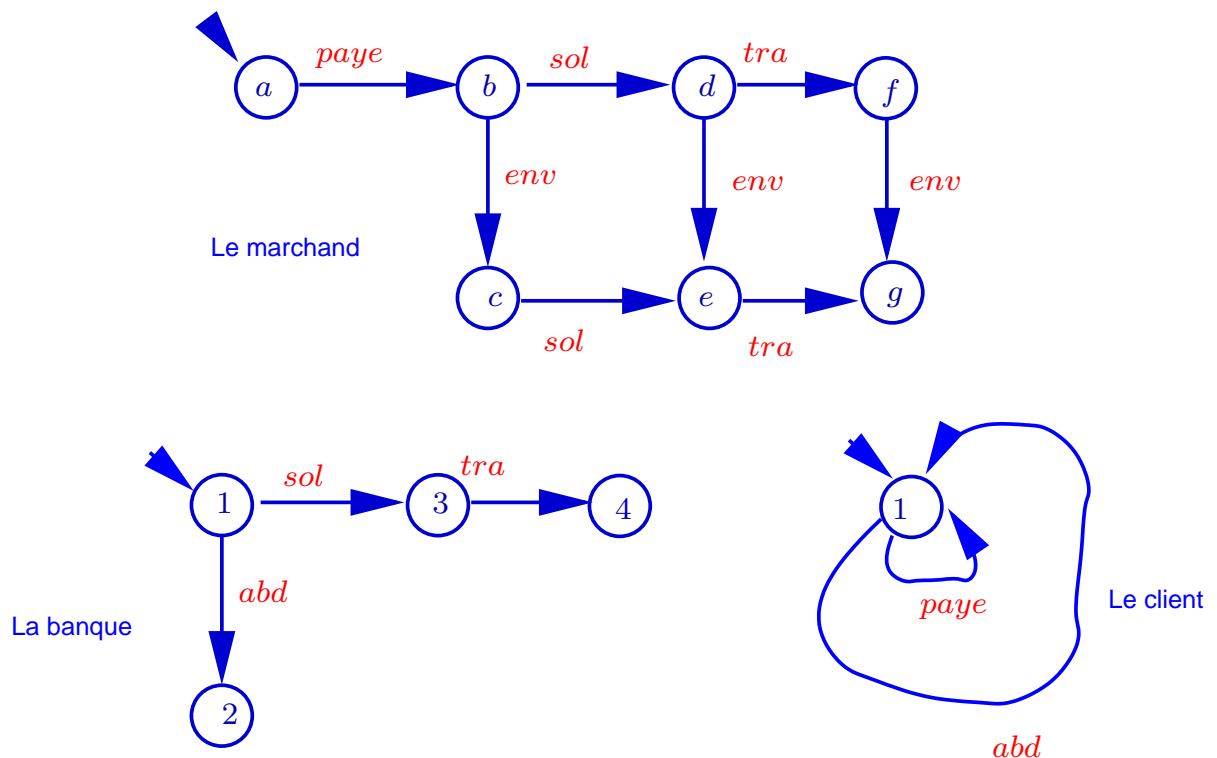 paye sol tra
a b d f
env env env
Le marchand
c e g
sol tra
sol tra
1 3 4 1
abd
paye
La banque Le client
2
abd